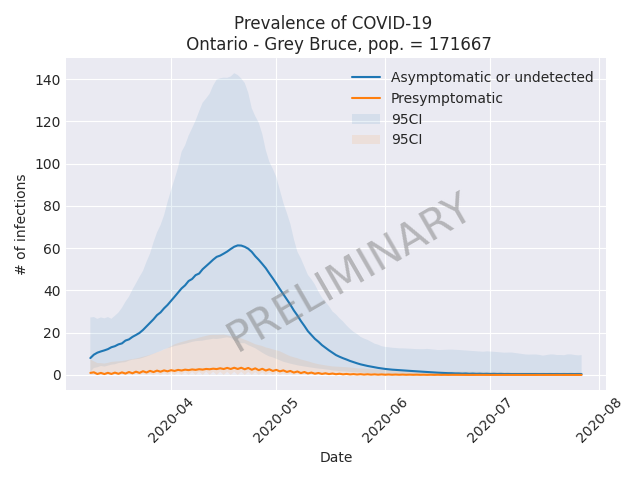 Prevalence of COVID-19
Ontario - Grey Bruce, pop. = 171667
Asymptomatic or undetected
Presymptomatic
95CI
95CI
PRELIMINARY
# of infections
140
120
100
80
60
40
20
0
2020-04
2020-05
2020-06
2020-07
2020-08
Date